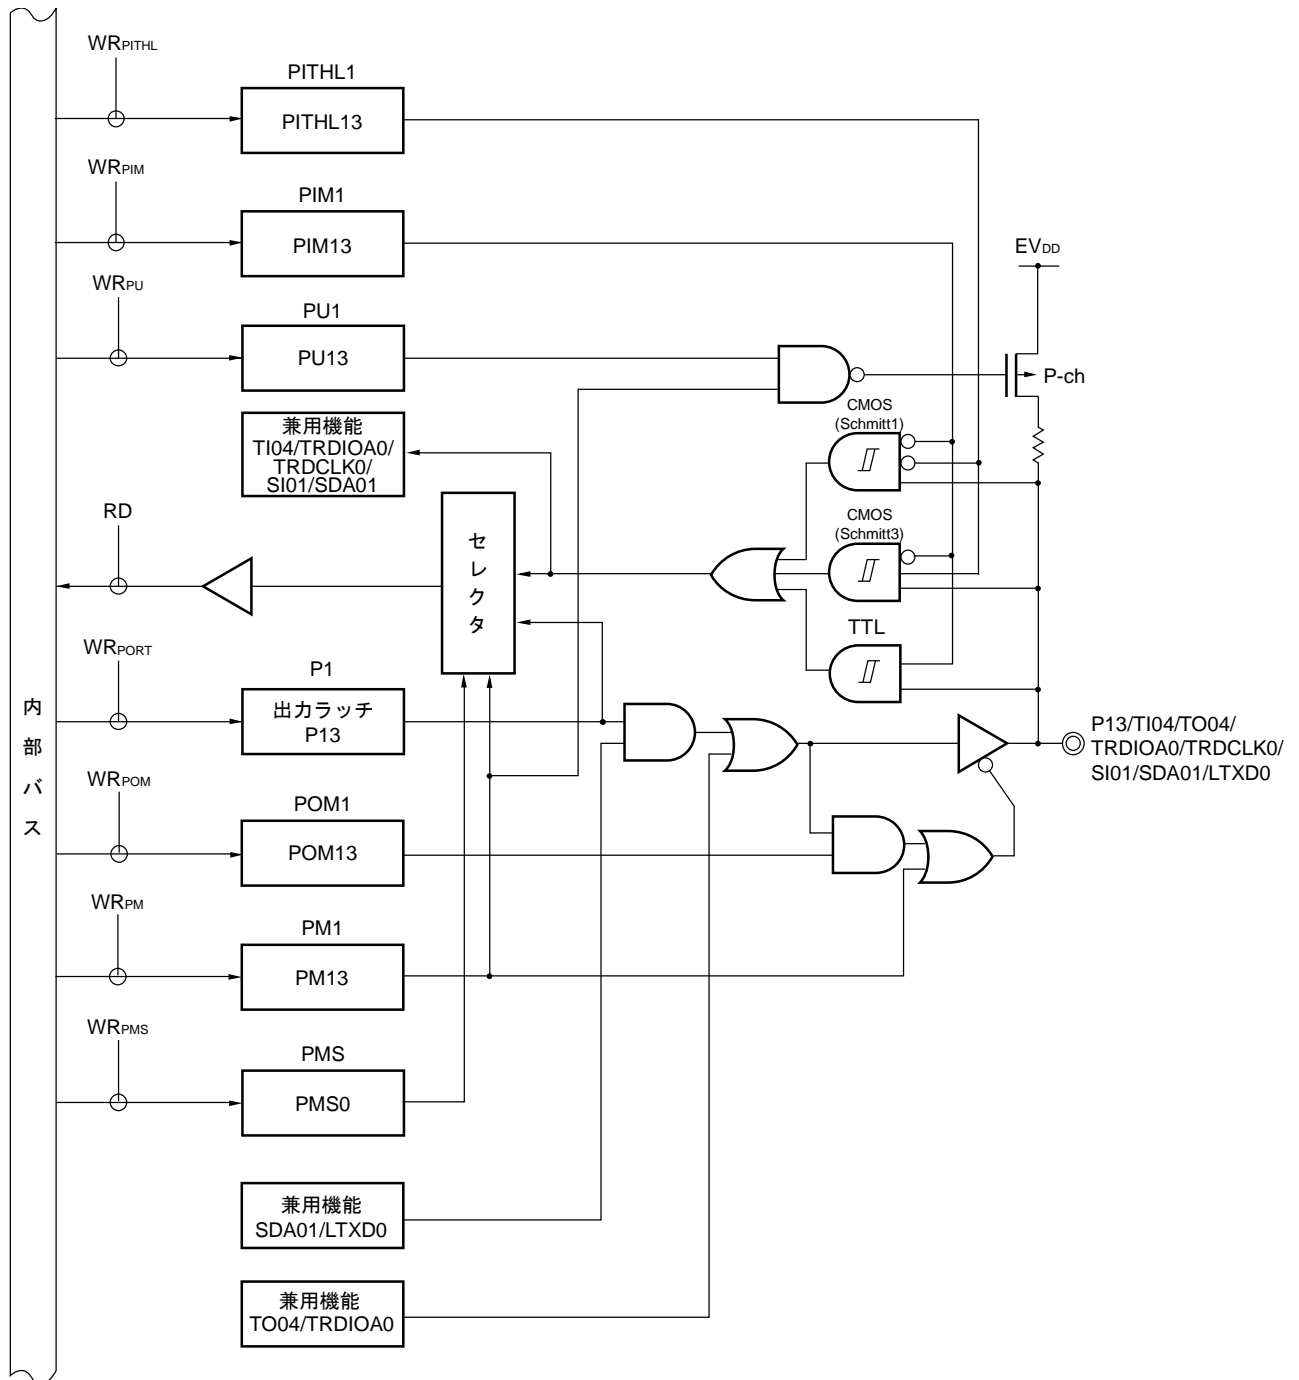 WRPITHL
PITHL1
PITHL13
WRPIM
PIM1
PIM13
EVDD
WRPU
PU1
PU13
P-ch
兼用機能
TI04/TRDIOA0/
TRDCLK0/
SI01/SDA01
CMOS
(Schmitt1)
RD
セレクタ
CMOS
(Schmitt3)
TTL
WRPORT
P1
出力ラッチ
P13
内部バス
P13/TI04/TO04/
TRDIOA0/TRDCLK0/
SI01/SDA01/LTXD0
WRPOM
POM1
POM13
WRPM
PM1
PM13
WRPMS
PMS
PMS0
兼用機能
SDA01/LTXD0
兼用機能
TO04/TRDIOA0